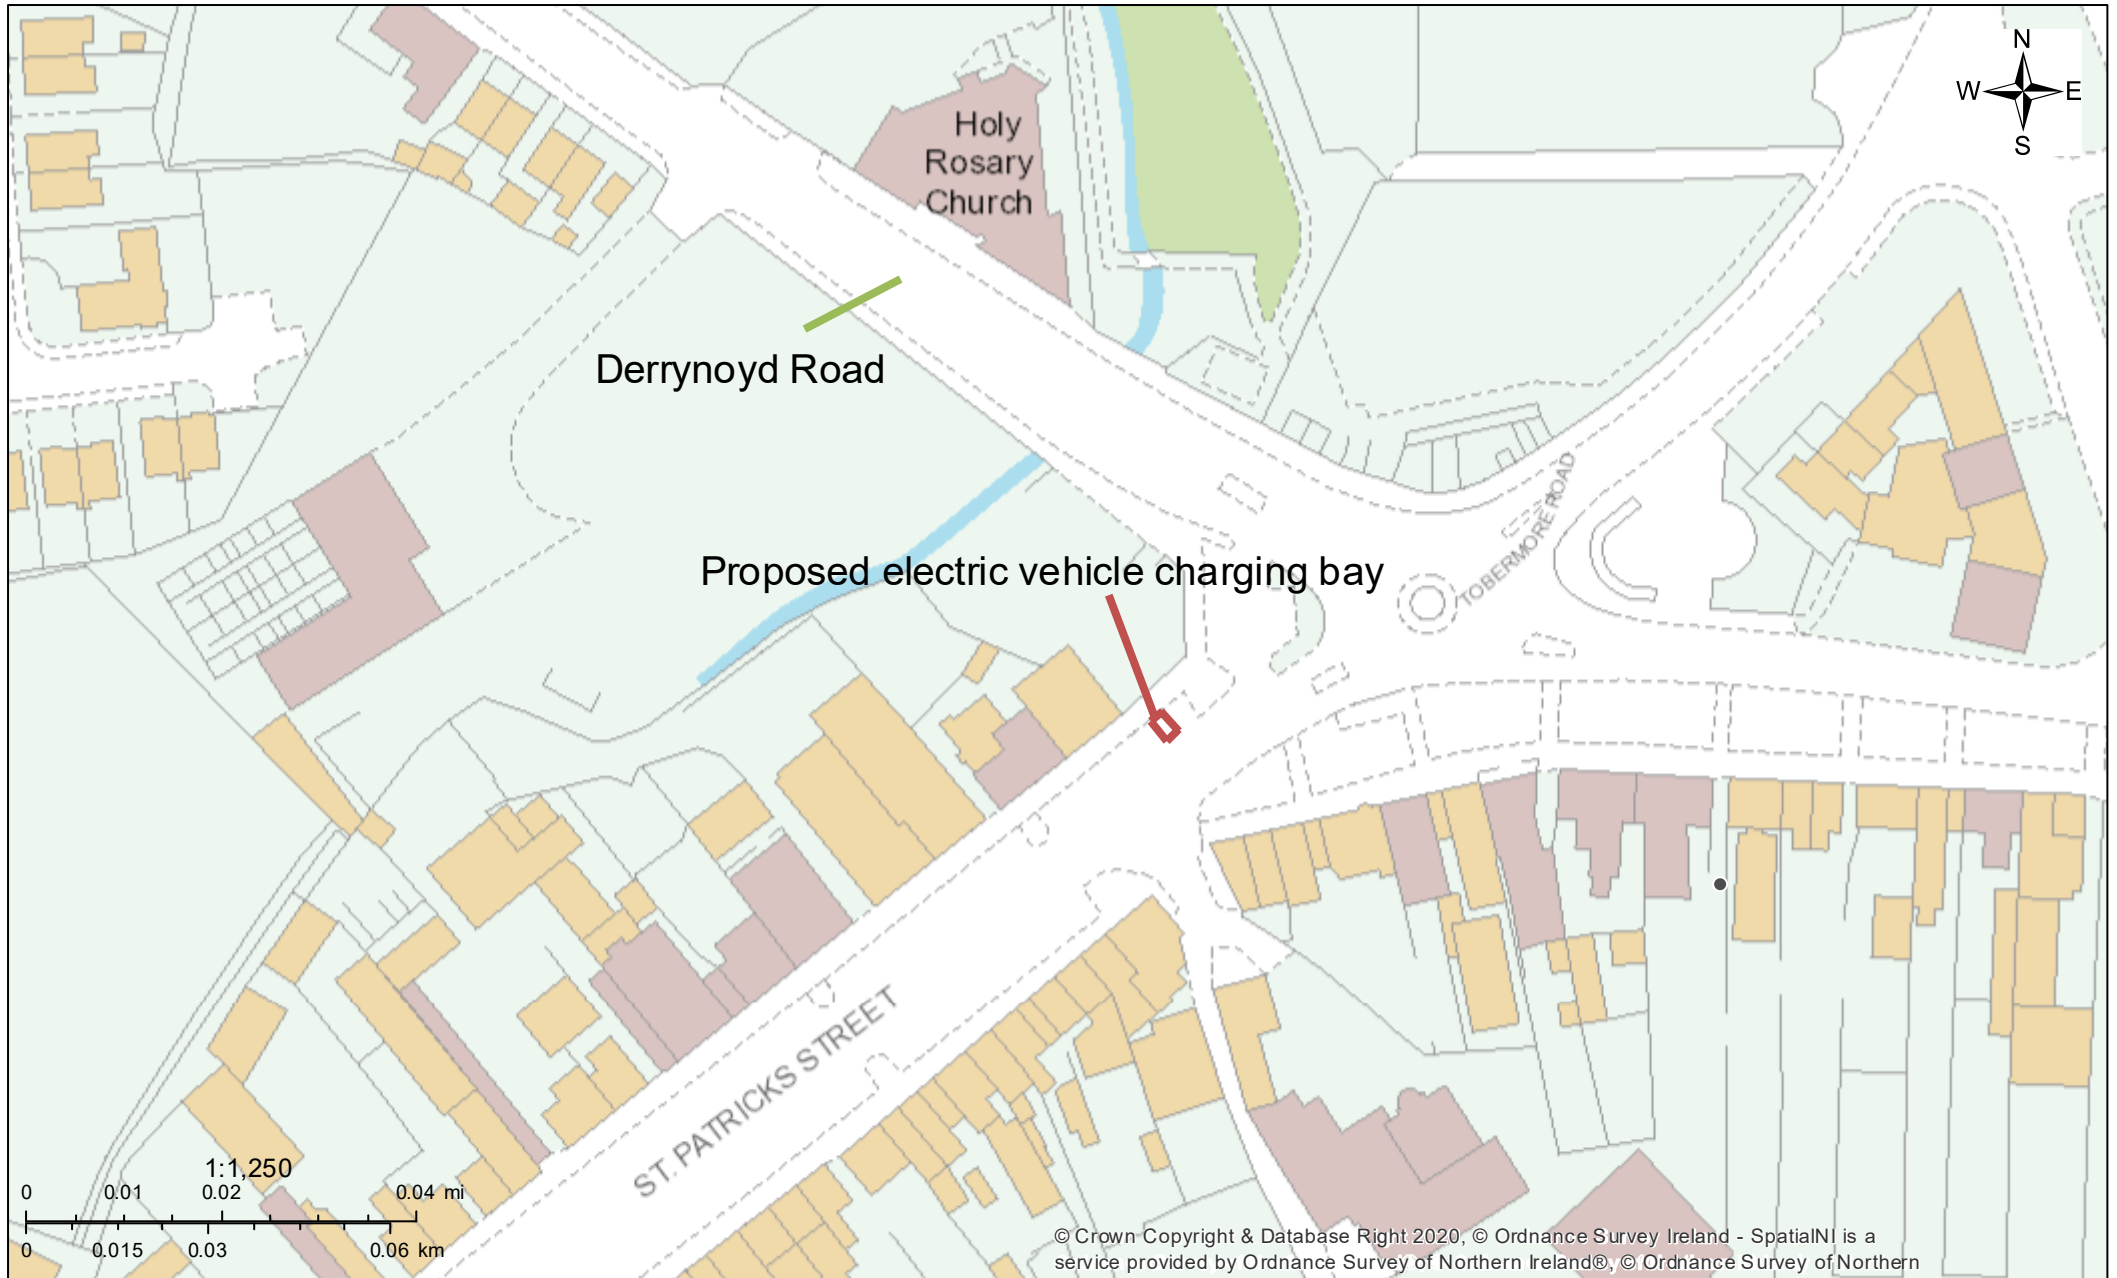 N
W E
S
Holy
Rosary
Church
Derrynoyd Road
TOBERMORE ROAD
Proposed electric vehicle charging bay
ST. PATRICKS STREET
1:1,250
0 0.01 0.02 0.04 mi
0 0.015 0.03 0.06 km
© Crown Copyright & Database Right 2020, © Ordnance Survey Ireland - SpatialNI is a
service provided by Ordnance Survey of Northern Ireland®, © Ordnance Survey of Northern